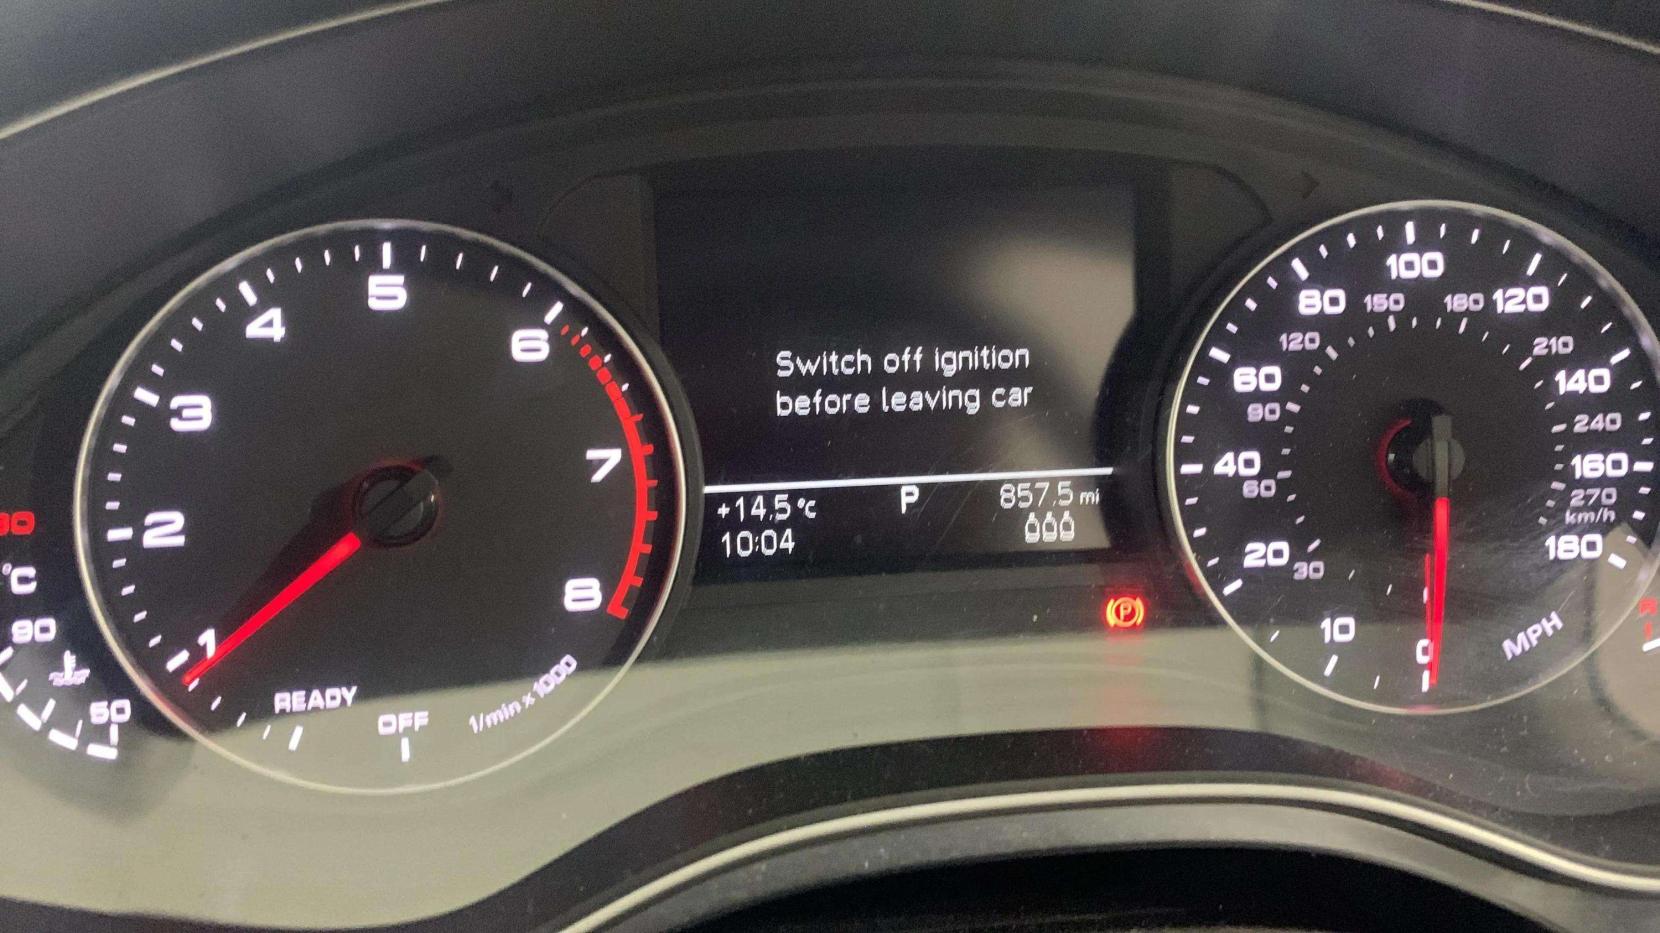 1
2
3
4
5
6
7
8
READY
OFF
1/min x 1000
°C
90
50
Switch off ignition
before leaving car
+14.5 °C
P
857.5 mi
10:04
P
0
10
20
40
60
80
100
120
140
160
180
MPH
30
60
90
120
150
180
210
240
270
km/h